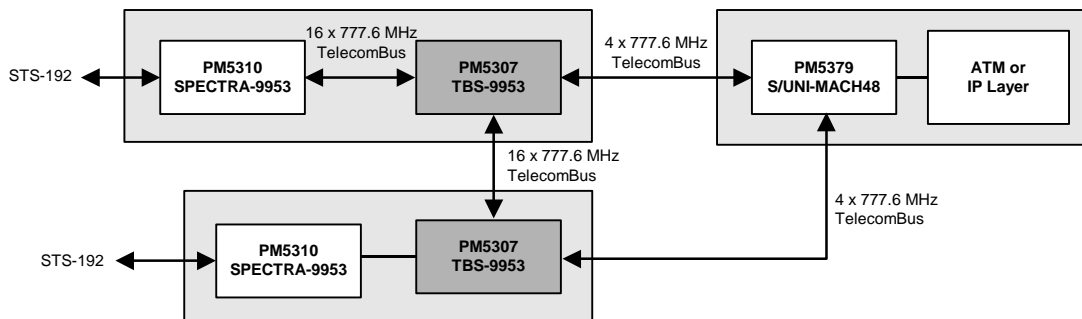 16 x 777.6 MHz
TelecomBus
4 x 777.6 MHz
TelecomBus
STS-192
PM5310
SPECTRA-9953
PM5307
TBS-9953
PM5379
S/UNI-MACH48
ATM or
IP Layer
16 x 777.6 MHz
TelecomBus
4 x 777.6 MHz
TelecomBus
STS-192
PM5310
SPECTRA-9953
PM5307
TBS-9953